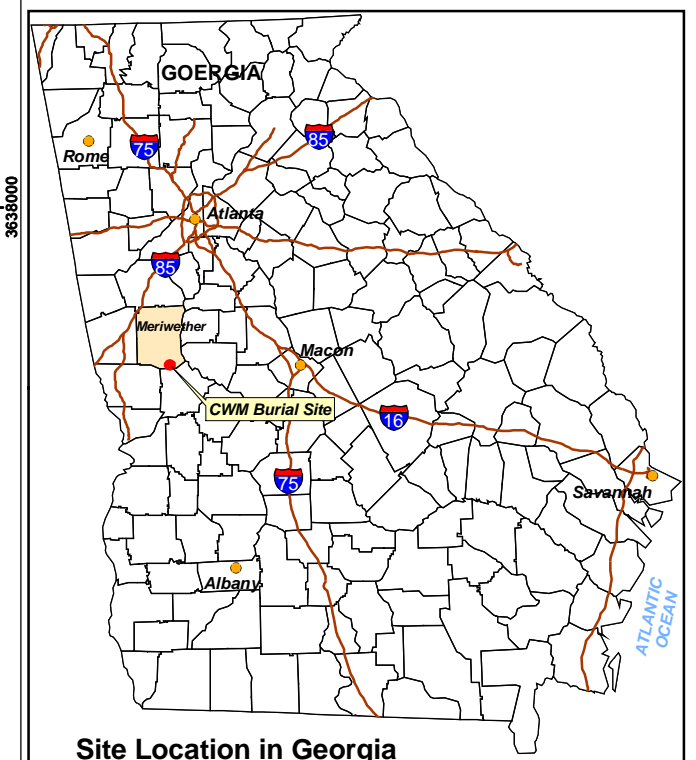 GOERGIA
85
75
Rome
3638000
Atlanta
85
Meriwether
Macon
CWM Burial Site
16
75
Savannah
Albany
ATLANTIC
OCEAN
Site Location in Georgia